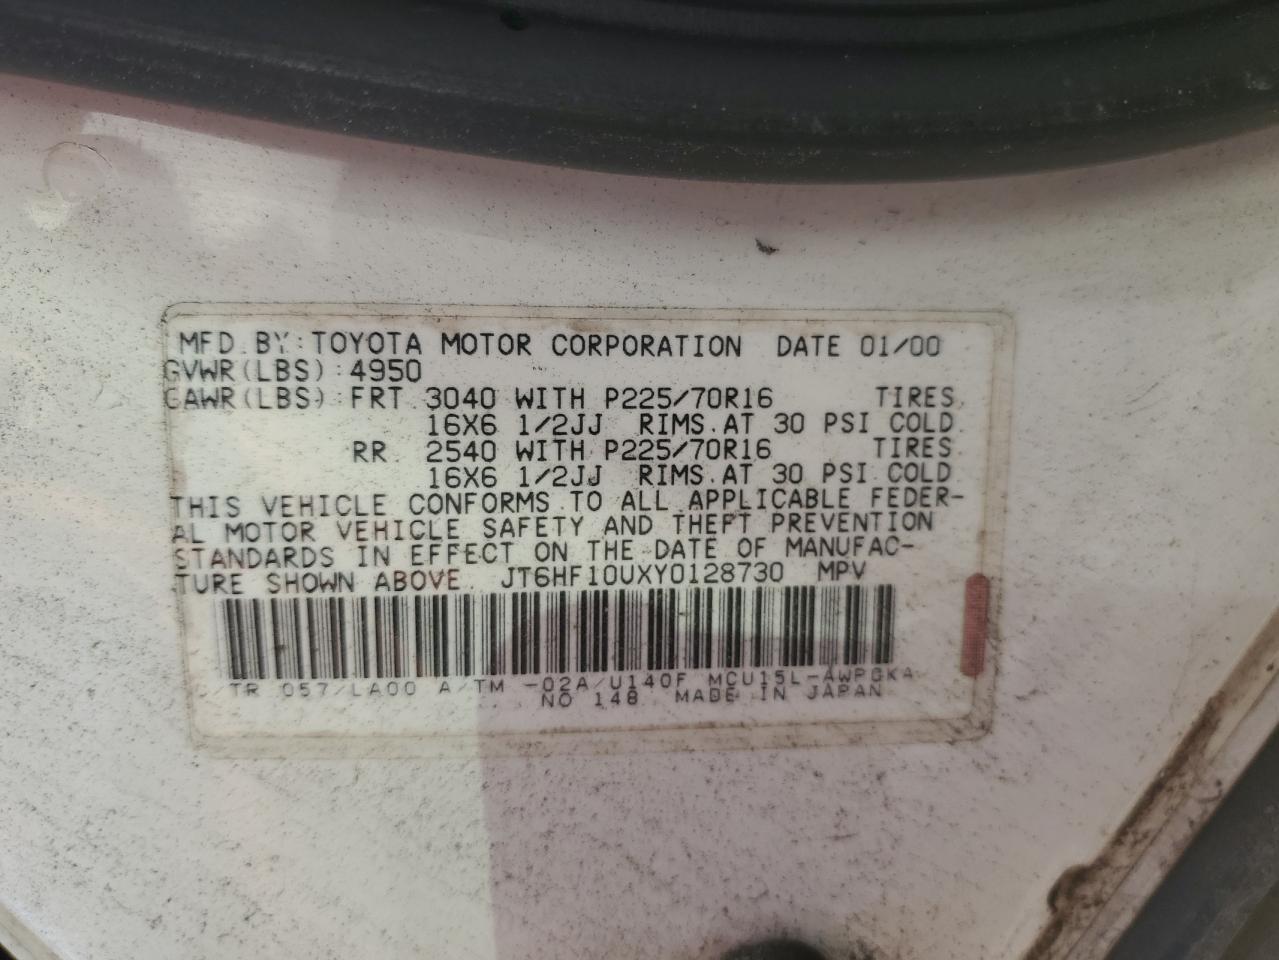 MFD. BY: TOYOTA MOTOR CORPORATION DATE 01/00
GVWR(LBS): 4950
GAWR(LBS): FRT. 3040 WITH P225/70R16 TIRES,
16X6 1/2JJ RIMS. AT 30 PSI COLD.
RR. 2540 WITH P225/70R16 TIRES.
16X6 1/2JJ RIMS. AT 30 PSI COLD
THIS VEHICLE CONFORMS TO ALL APPLICABLE FEDER-
AL MOTOR VEHICLE SAFETY AND THEFT PREVENTION
STANDARDS IN EFFECT ON THE DATE OF MANUFAC-
TURE SHOWN ABOVE. JT6HF10UXY0128730 MPV
C/TR 057/LA00 A/TM -02A/U140F MCU15L-AWPGKA
NO 148 MADE IN JAPAN